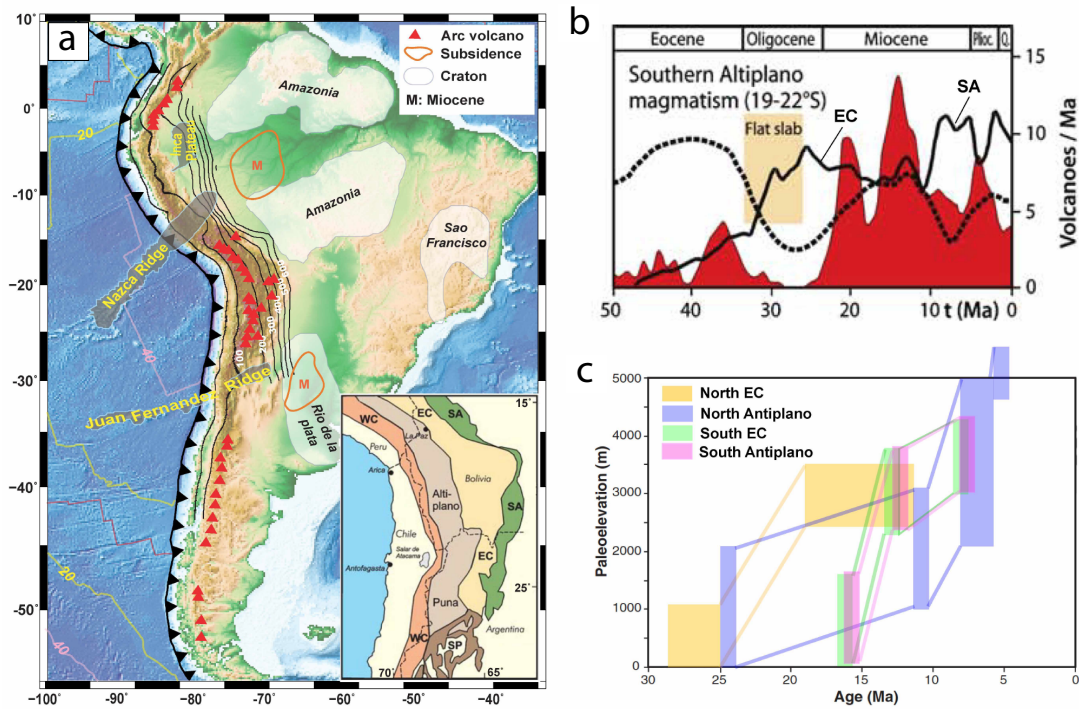 a
Arc volcano
Subsidence
Craton
M: Miocene
10°
0°
−10°
−20°
−30°
−40°
−50°
−100°
−90°
−80°
−70°
−60°
−50°
−40°
20
40
40
20
40
Amazonia
Amazonia
Sao
Francisco
Rio de la
plata
Inca
Plateau
M
M
Nazca Ridge
Juan Fernandez Ridge
100
200
300
600
15
WC
EC
SA
La Paz
Peru
Arica
Bolivia
Alti-
plano
SA
Chile
Salar de
Atacama
EC
Antofagasta
25
Puna
WC
Argentina
SP
70
65
b
Eocene
Oligocene
Miocene
Plioc.
Q.
Southern Altiplano
magmatism (19-22°S)
Flat slab
EC
SA
15
10
5
0
Volcanoes / Ma
50
40
30
20
10
t (Ma)
0
c
North EC
North Antiplano
South EC
South Antiplano
5000
4000
3000
2000
1000
0
Paleoelevation (m)
30
25
20
15
10
5
0
Age (Ma)